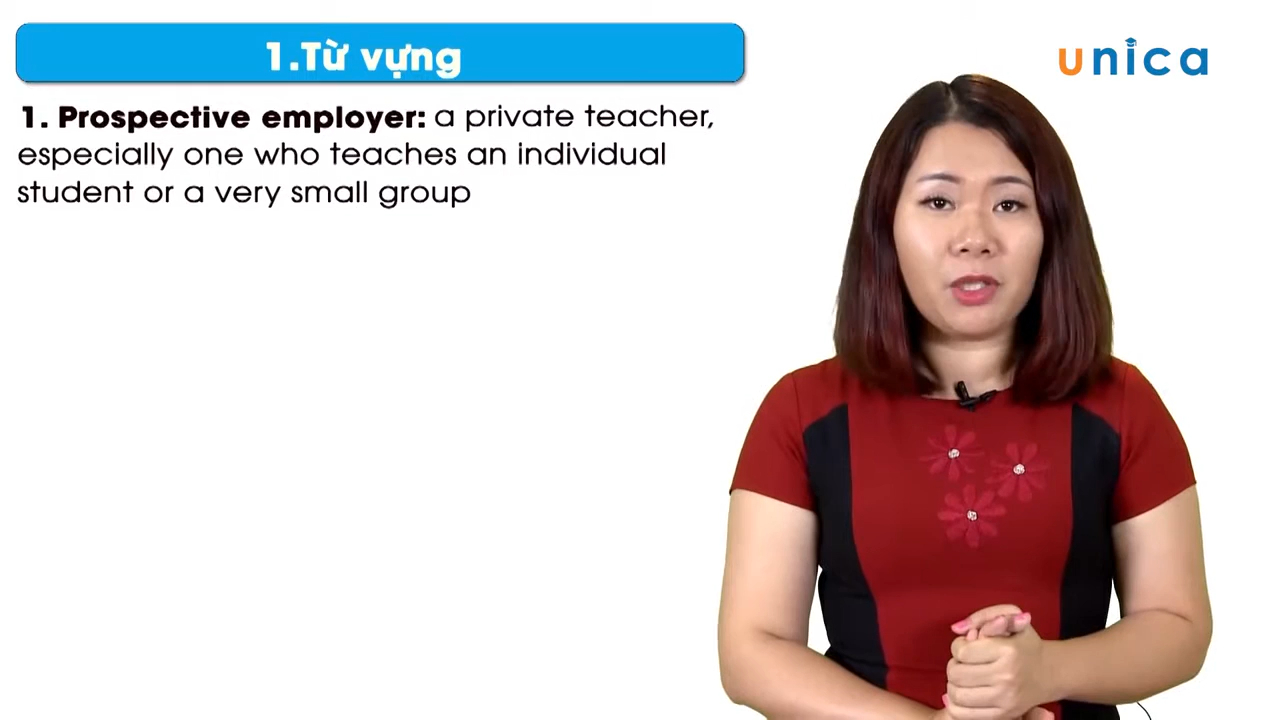 1.Từ vựng
unica
1. Prospective employer: a private teacher,
especially one who teaches an individual
student or a very small group